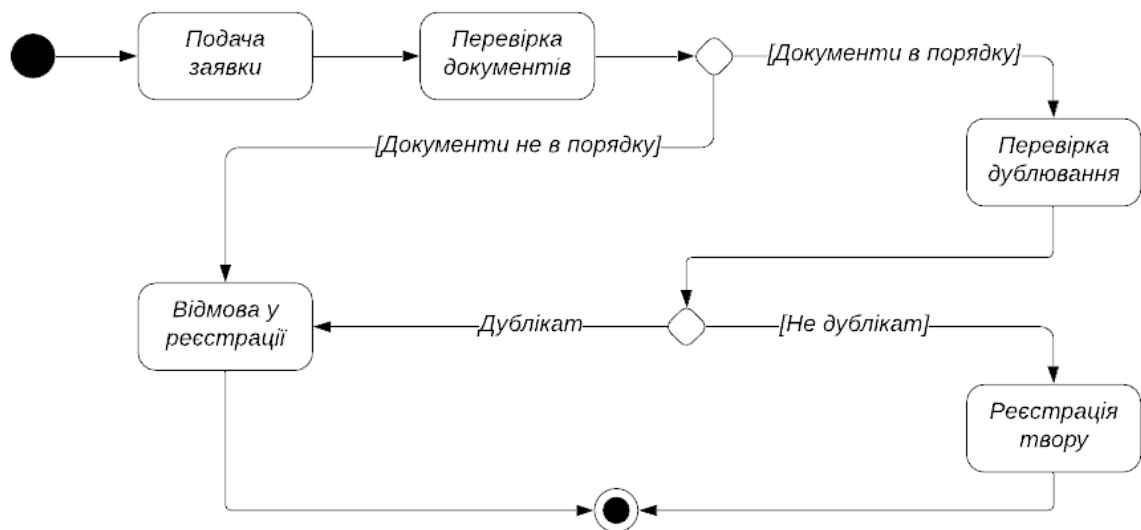 Подача
заявки
Перевірка
документів
[Документи в порядку]
[Документи не в порядку]
Перевірка
дублювання
Відмова у
реєстрації
Дублікат
[Не дублікат]
Реєстрація
твору